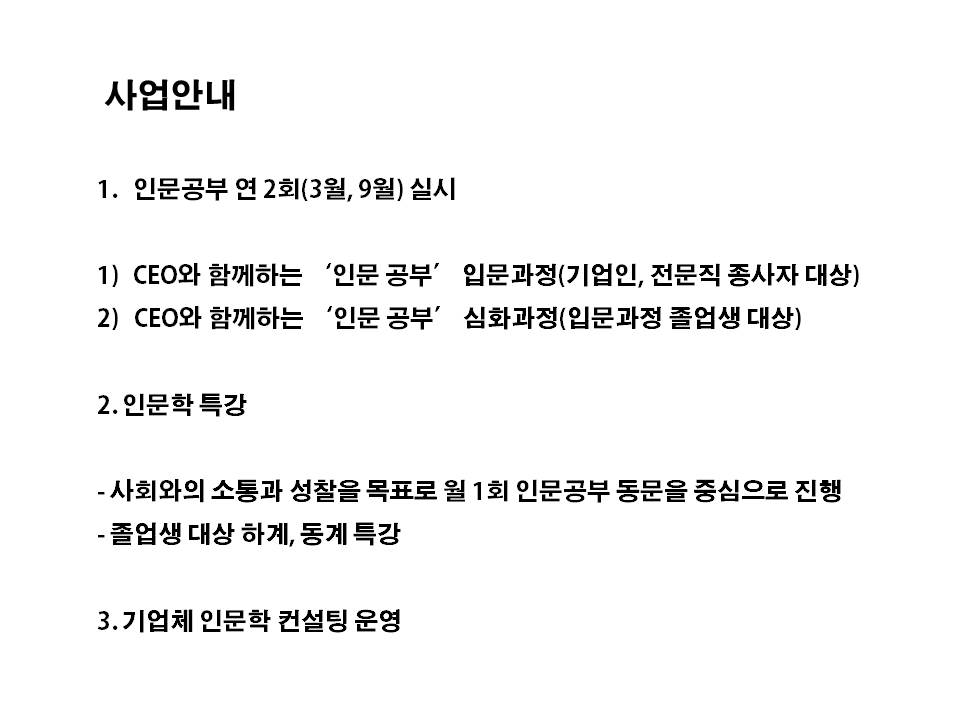 사업안내
1. 인문공부 연 2회(3월, 9월) 실시
1) CEO와 함께하는 ‘인문 공부’ 입문과정(기업인, 전문직 종사자 대상)
2) CEO와 함께하는 ‘인문 공부’ 심화과정(입문과정 졸업생 대상)
2. 인문학 특강
- 사회와의 소통과 성찰을 목표로 월 1회 인문공부 동문을 중심으로 진행
- 졸업생 대상 하계, 동계 특강
3. 기업체 인문학 컨설팅 운영